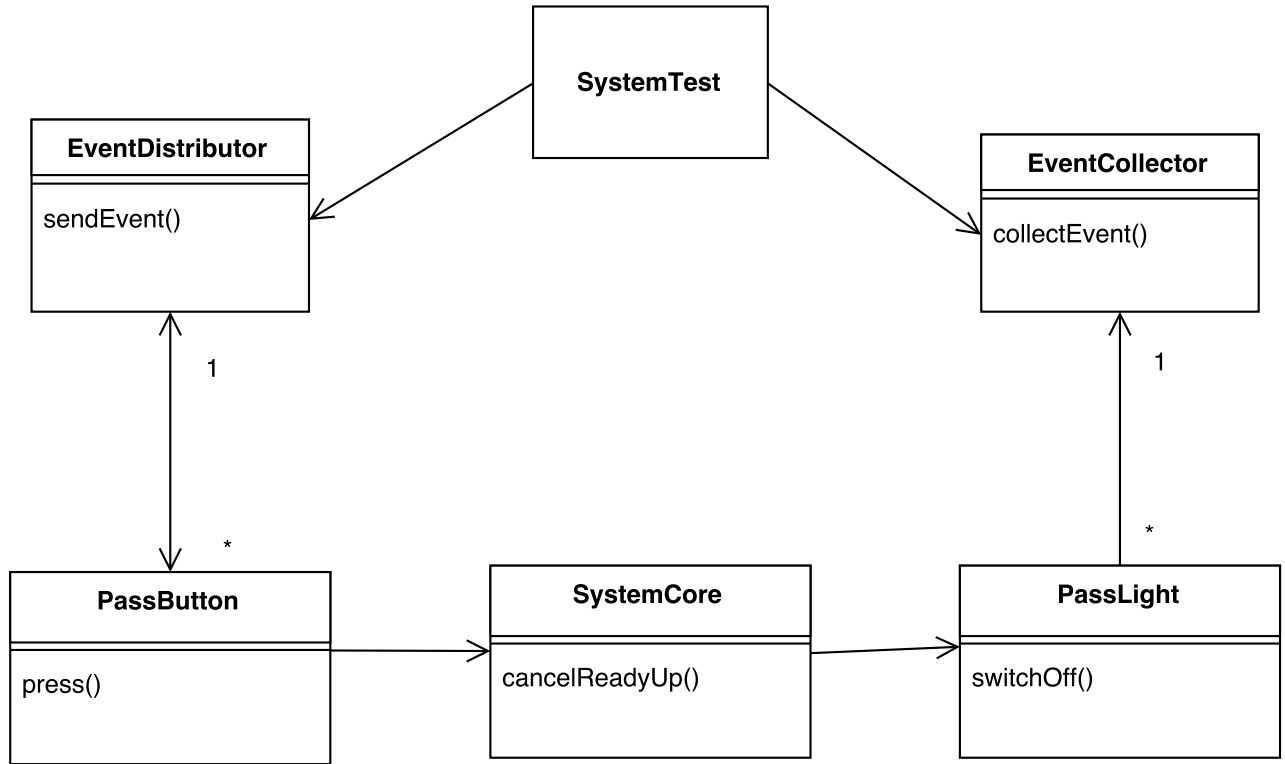 SystemTest
EventDistributor
sendEvent()
EventCollector
collectEvent()
1
1
*
*
PassButton
press()
SystemCore
cancelReadyUp()
PassLight
switchOff()